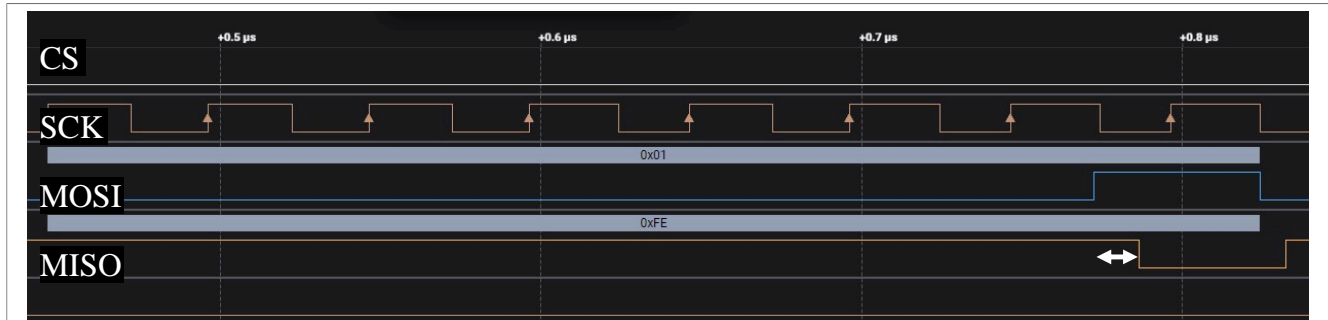 +0.5 µs +0.6 µs +0.7 µs +0.8 µs
CS
SCK
0x01
MOSI
0xFE
MISO